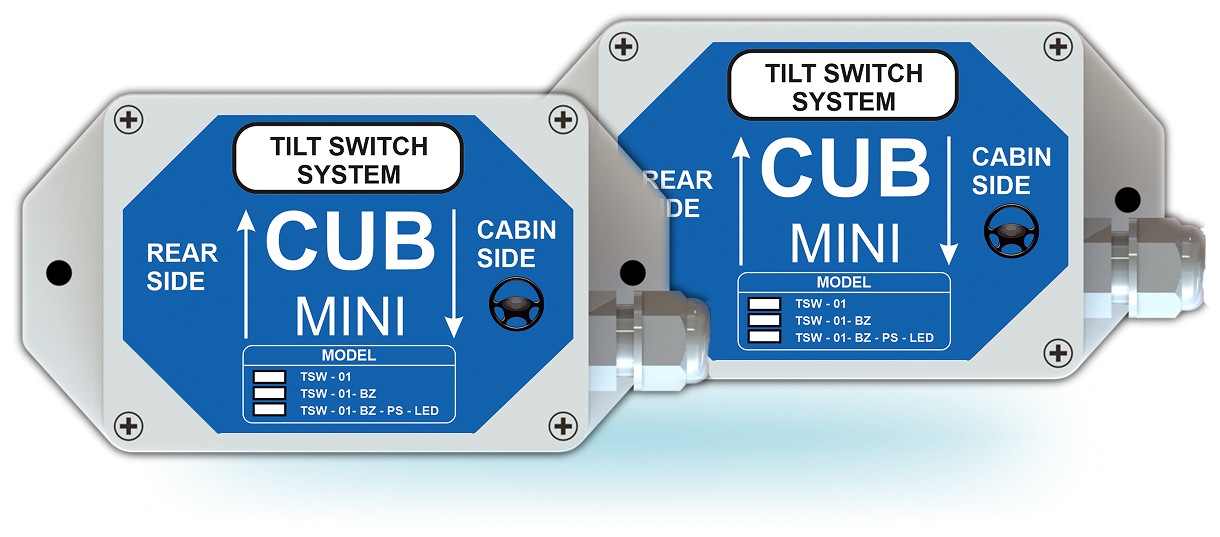 TILT SWITCH
SYSTEM
REAR
SIDE
CUB
MINI
CABIN
SIDE
MODEL
TSW - 01
TSW - 01- BZ
TSW - 01- BZ - PS - LED
TILT SWITCH
SYSTEM
REAR
SIDE
CUB
MINI
CABIN
SIDE
MODEL
TSW - 01
TSW - 01- BZ
TSW - 01- BZ - PS - LED